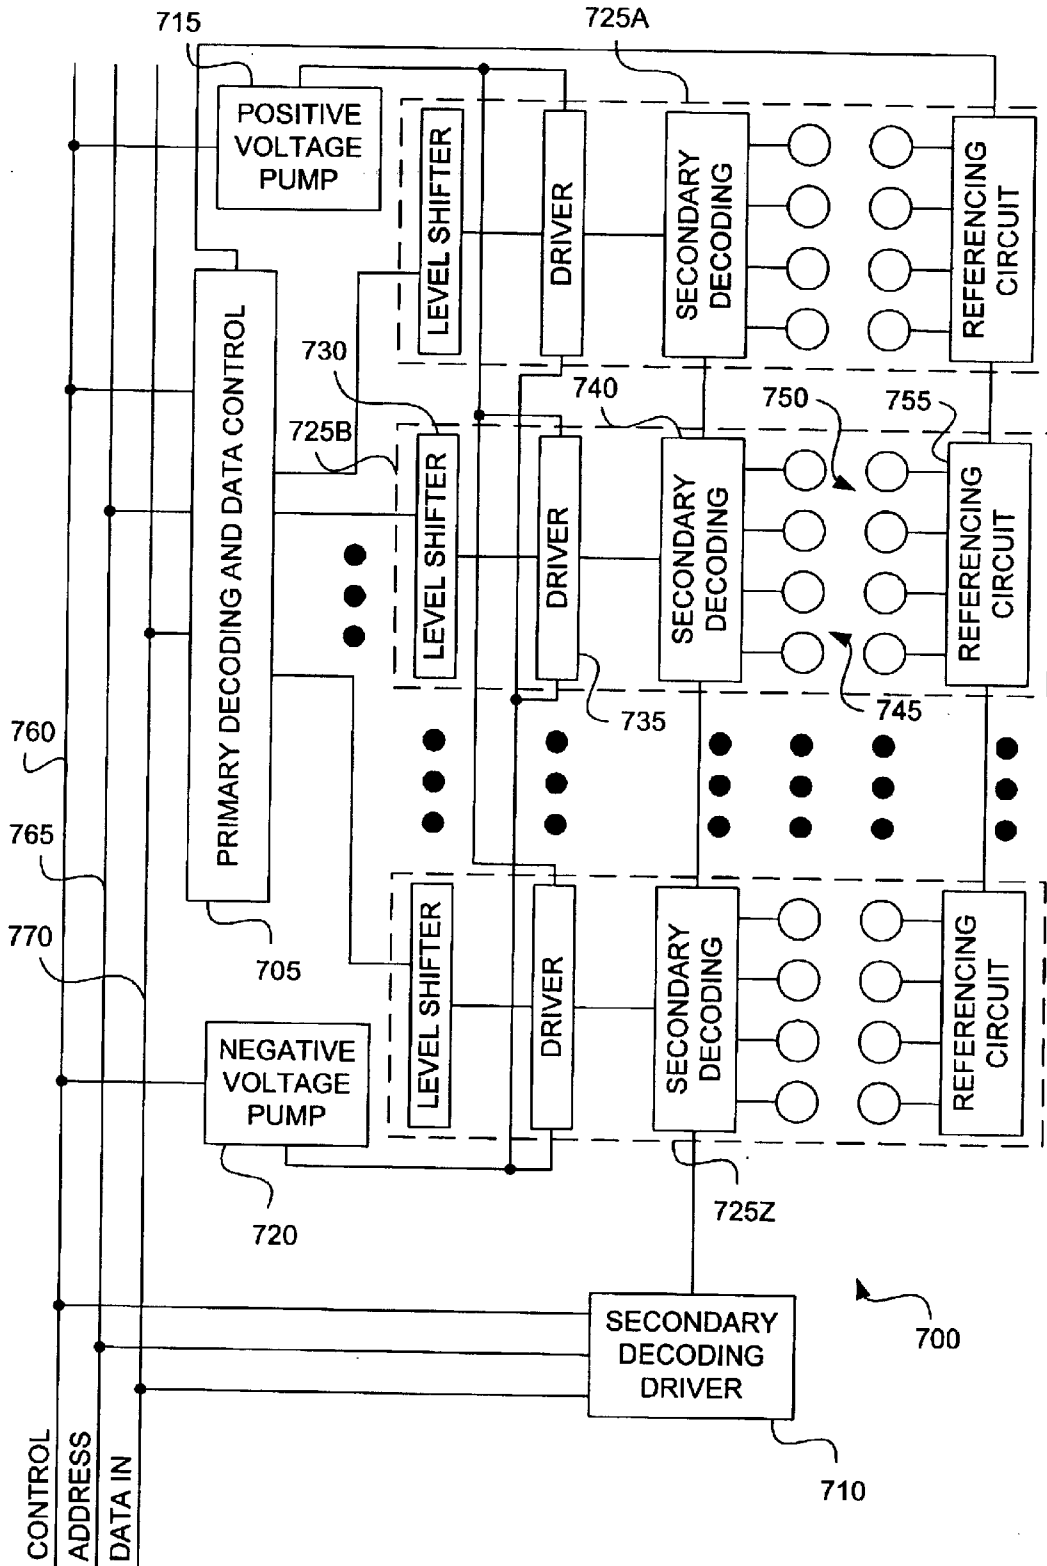 715
725A
POSITIVE
VOLTAGE
PUMP
LEVEL SHIFTER
DRIVER
SECONDARY
DECODING
REFERENCING
CIRCUIT
PRIMARY DECODING AND DATA CONTROL
730
725B
740
750
755
LEVEL SHIFTER
DRIVER
SECONDARY
DECODING
REFERENCING
CIRCUIT
735
745
760
765
770
705
NEGATIVE
VOLTAGE
PUMP
720
LEVEL SHIFTER
DRIVER
SECONDARY
DECODING
REFERENCING
CIRCUIT
725Z
SECONDARY
DECODING
DRIVER
700
710
CONTROL
ADDRESS
DATA IN